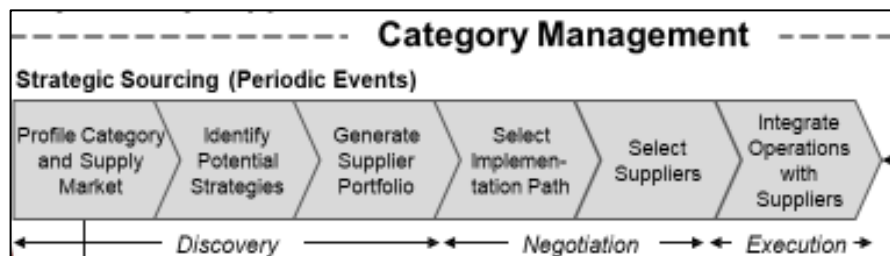 Category Management
Strategic Sourcing (Periodic Events)
Profile Category
and Supply
Market
Identify
Potential
Strategies
Generate
Supplier
Portfolio
Select
Implemen-
tation Path
Select
Suppliers
Integrate
Operations
with
Suppliers
Discovery
Negotiation
Execution